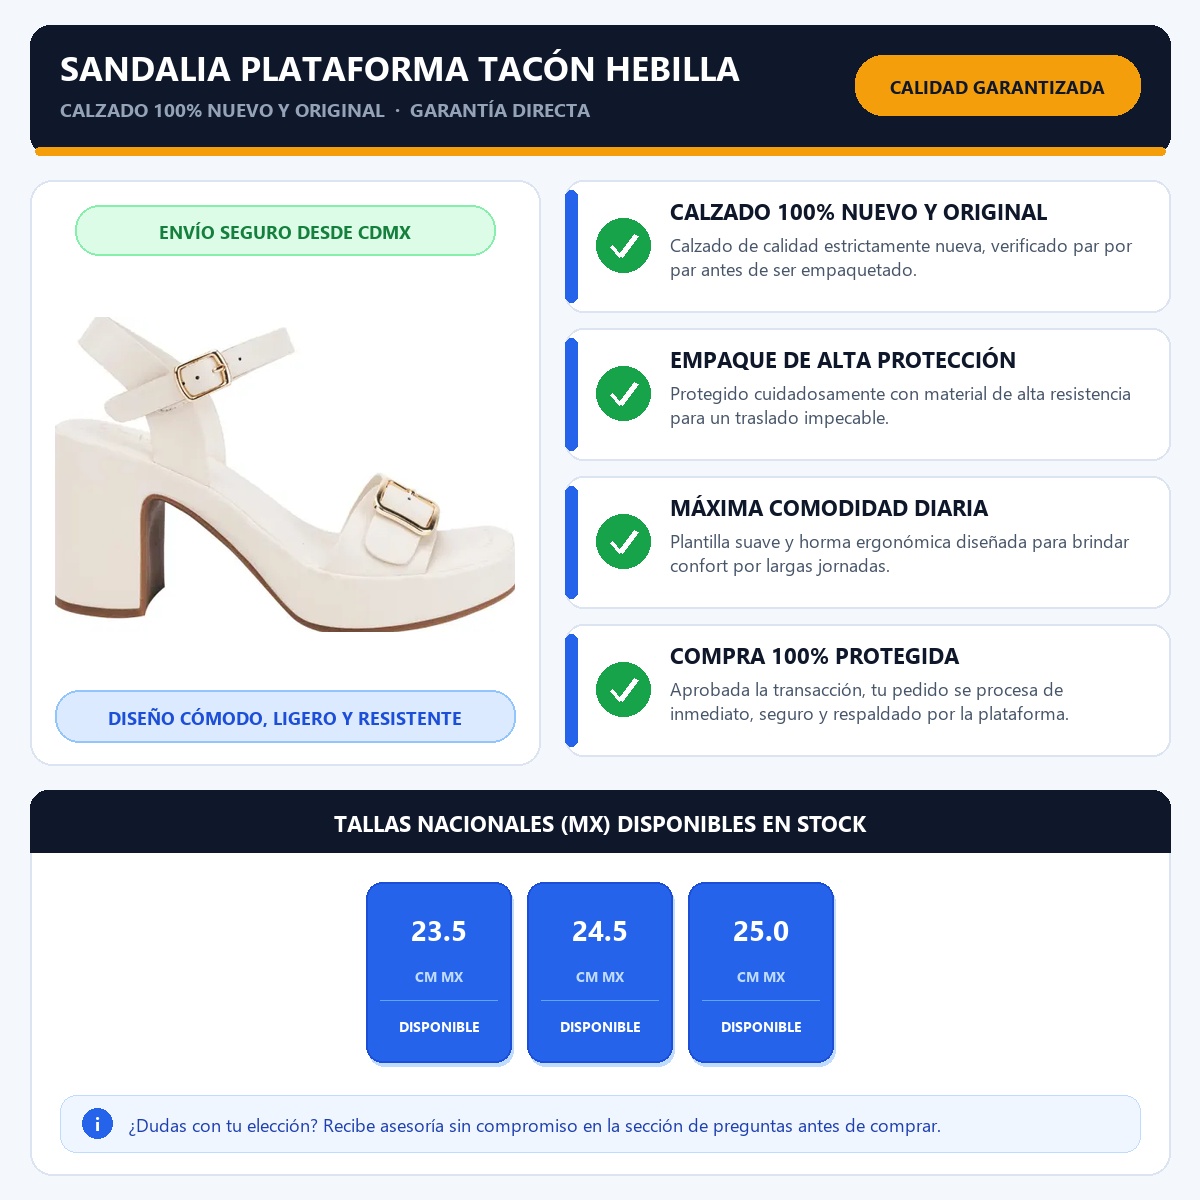 SANDALIA PLATAFORMA TACÓN HEBILLA
CALZADO 100% NUEVO Y ORIGINAL · GARANTÍA DIRECTA
CALIDAD GARANTIZADA
ENVÍO SEGURO DESDE CDMX
DISEÑO CÓMODO, LIGERO Y RESISTENTE
CALZADO 100% NUEVO Y ORIGINAL
Calzado de calidad estrictamente nueva, verificado par por
par antes de ser empaquetado.
EMPAQUE DE ALTA PROTECCIÓN
Protegido cuidadosamente con material de alta resistencia
para un traslado impecable.
MÁXIMA COMODIDAD DIARIA
Plantilla suave y horma ergonómica diseñada para brindar
confort por largas jornadas.
COMPRA 100% PROTEGIDA
Aprobada la transacción, tu pedido se procesa de
inmediato, seguro y respaldado por la plataforma.
TALLAS NACIONALES (MX) DISPONIBLES EN STOCK
23.5
CM MX
DISPONIBLE
24.5
CM MX
DISPONIBLE
25.0
CM MX
DISPONIBLE
¿Dudas con tu elección? Recibe asesoría sin compromiso en la sección de preguntas antes de comprar.